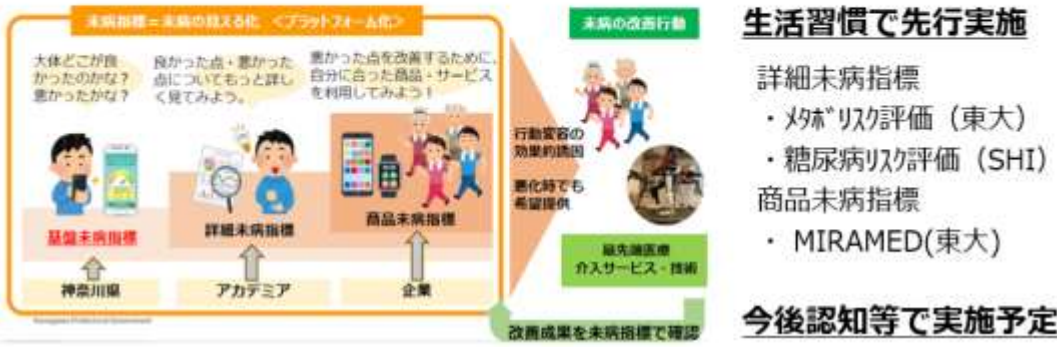 未病指標＝未病の見える化 ＜プラットフォーム化＞
大体どこが良
かったのかな？
悪かったかな？
良かった点・悪かった
点についてもっと詳し
く見てみよう。
悪かった点を改善するために、
自分に合った商品・サービス
を利用してみよう！
基盤未病指標
詳細未病指標
商品未病指標
神奈川県
アカデミア
企業
未病の改善行動
行動変容の
効果的誘因
悪化時でも
希望提供
最先端医療
介入サービス・技術
改善成果を未病指標で確認
Kanagawa Prefectural Government
生活習慣で先行実施
詳細未病指標
・ﾒﾀﾎﾞﾘｽｸ評価（東大）
・糖尿病ﾘｽｸ評価（SHI）
商品未病指標
・ MIRAMED(東大)
今後認知等で実施予定